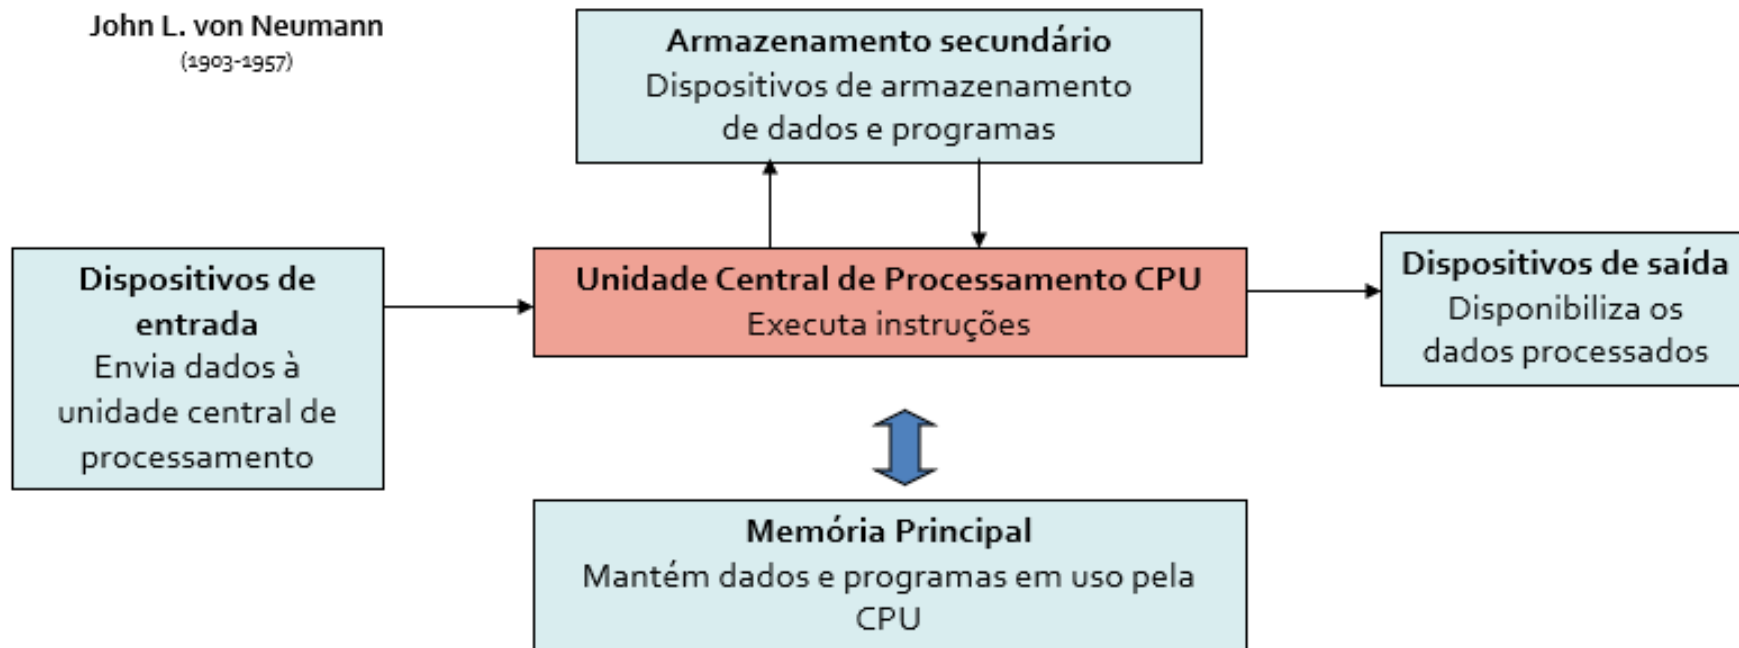 John L. von Neumann
(1903-1957)
Armazenamento secundário
Dispositivos de armazenamento
de dados e programas
Dispositivos de
entrada
Envia dados à
unidade central de
processamento
Unidade Central de Processamento CPU
Executa instruções
Dispositivos de saída
Disponibiliza os
dados processados
Memória Principal
Mantém dados e programas em uso pela
CPU